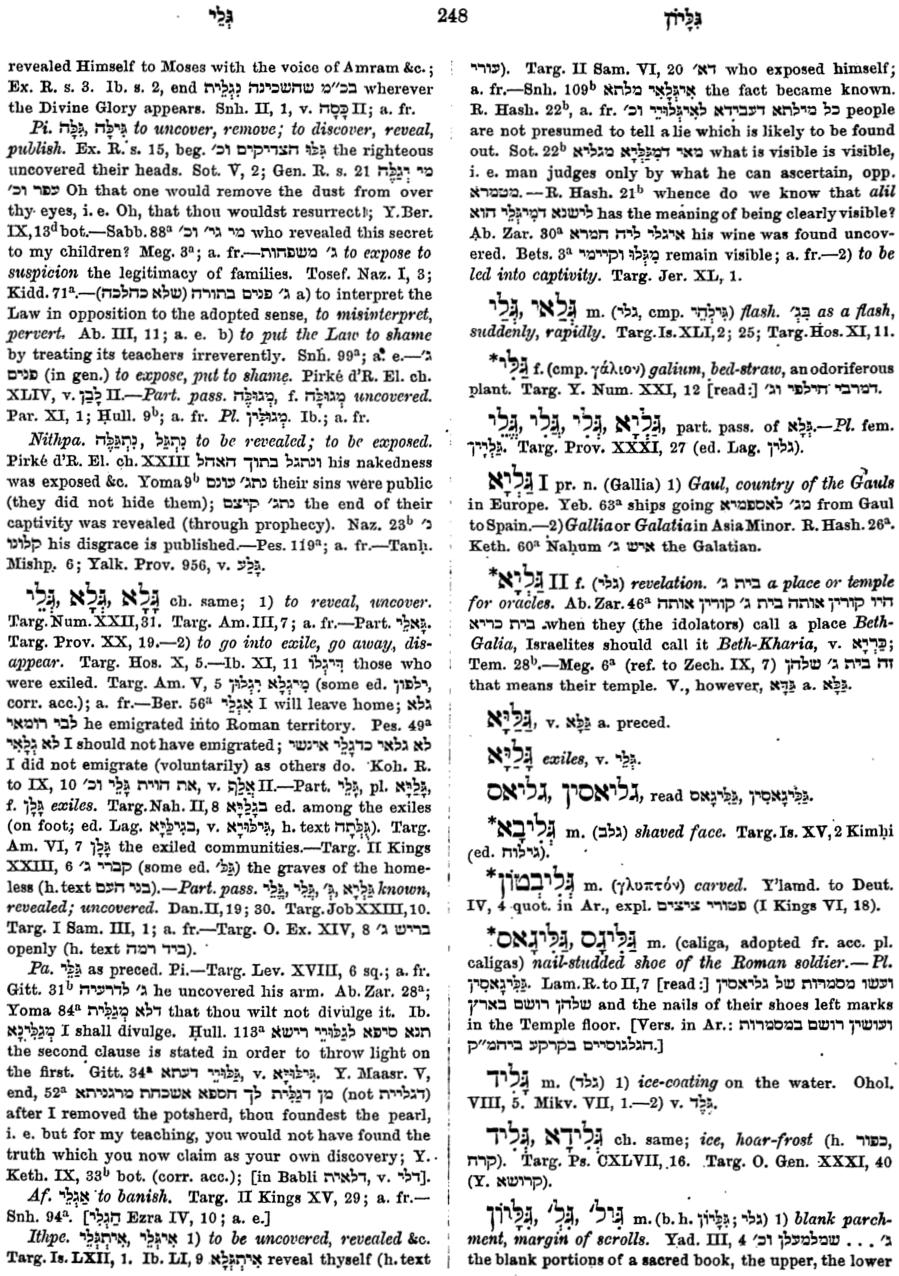 גְּלֵי
248
גִּלָּיוֹן
revealed Himself to Moses with the voice of Amram &c.;
Ex. R. s. 3. Ib. s. 2, end בכ״מ שהשכינה נִגְלֵית wherever
the Divine Glory appears. Snh. II, 1, v. כָּסָה II; a. fr.
Pi. גִּילָּה, גִּלָּה to uncover, remove; to discover, reveal,
publish. Ex. R. s. 15, beg. גִּלּוּ הצדיקים וכ׳ the righteous
uncovered their heads. Sot. V, 2; Gen. R. s. 21 מי יְגַלֶּה
עפר וכ׳ Oh that one would remove the dust from over
thy eyes, i. e. Oh, that thou wouldst resurrect!; Y. Ber.
IX, 13ᵈ bot.—Sabb. 88ᵃ מי גי׳ וכ׳ who revealed this secret
to my children? Meg. 3ᵃ; a. fr.—ג׳ משפחות to expose to
suspicion the legitimacy of families. Tosef. Naz. I, 3;
Kidd. 71ᵃ.—ג׳ פנים בתורה (שלא כהלכה) a) to interpret the
Law in opposition to the adopted sense, to misinterpret,
pervert. Ab. III, 11; a. e. b) to put the Law to shame
by treating its teachers irreverently. Snh. 99ᵃ; a. e.—ג׳
פנים (in gen.) to expose, put to shame. Pirké d'R. El. ch.
XLIV, v. לָבָן II.—Part. pass. מְגוּלֶּה, f. מְגוּלָּה uncovered.
Par. XI, 1; Ḥull. 9ᵇ; a. fr. Pl. מְגוּלִּין. Ib.; a. fr.
Nithpa. נִתְגַּל, נִתְגַּלֶּה to be revealed; to be exposed.
Pirké d'R. El. ch. XXIII ונתגל בתוך האהל his nakedness
was exposed &c. Yoma 9ᵇ נתג׳ עונם their sins were public
(they did not hide them); נתג׳ קיצם the end of their
captivity was revealed (through prophecy). Naz. 23ᵇ נ׳
קלונו his disgrace is published.—Pes. 119ᵃ; a. fr.—Tanḥ.
Mishp. 6; Yalk. Prov. 956, v. גָּלַע.
גְּלֵי, גְּלָא, גָּלָא ch. same; 1) to reveal, uncover.
Targ. Num. XXII, 31. Targ. Am. III, 7; a. fr.—Part. גָּאלֵי.
Targ. Prov. XX, 19.—2) to go into exile, go away, dis-
appear. Targ. Hos. X, 5.—Ib. XI, 11 דִּיגְלוֹ those who
were exiled. Targ. Am. V, 5 מִיגְלָא יִגְלוּן (some ed. ילפון,
corr. acc.); a. fr.—Ber. 56ᵃ אֶגְלֵי I will leave home; גלא
לבי רומאי he emigrated into Roman territory. Pes. 49ᵃ
לא גְלָאִי I should not have emigrated; לא גלאי כדגָלֵי אינשי
I did not emigrate (voluntarily) as others do. Koh. R.
to IX, 10 את הוית גָּלֵי וכ׳, v. אֲלַף II.—Part. גָּלֵי, pl. גָּלְיָא,
f. גָּלָן exiles. Targ. Nah. II, 8 בגָלְיָא ed. among the exiles
(on foot; ed. Lag. בגִילְיָא, v. גִּילּוּיָא, h. text גֻּלְּתָה). Targ.
Am. VI, 7 גָּלָן the exiled communities.—Targ. II Kings
XXIII, 6 קברי ג׳ (some ed. גַּל׳) the graves of the home-
less (h. text בני העם).—Part. pass. גְּלֵי, גַּלְיָ, גַּ׳, גַּלְיָא known,
revealed; uncovered. Dan. II, 19; 30. Targ. Job XXIII, 10.
Targ. I Sam. III, 1; a. fr.—Targ. O. Ex. XIV, 8 בריש ג׳
openly (h. text ביד רמה).
Pa. גַּלֵּי as preced. Pi.—Targ. Lev. XVIII, 6 sq.; a. fr.
Gitt. 31ᵇ ג׳ לדרעיה he uncovered his arm. Ab. Zar. 28ᵃ;
Yoma 84ᵃ דלא מְגַלִּית that thou wilt not divulge it. Ib.
מְגַלֵּינָא I shall divulge. Ḥull. 113ᵃ תנא סיפא לגַלּוּיֵי רישא
the second clause is stated in order to throw light on
the first. Gitt. 34ᵃ גַּלּוּיֵי דעתא, v. גִּילּוּיָא. Y. Maasr. V,
end, 52ᵃ מן דגַלֵּית לך חספא אשכחת מרגניתא (not דגלייית)
after I removed the potsherd, thou foundest the pearl,
i. e. but for my teaching, you would not have found the
truth which you now claim as your own discovery; Y.
Keth. IX, 33ᵇ bot. (corr. acc.); [in Babli דלאית, v. דלי].
Af. אַגְלֵי to banish. Targ. II Kings XV, 29; a. fr.—
Snh. 94ᵃ. [הַגְלִי Ezra IV, 10; a. e.]
Ithpe. אִיתְגְּלֵי, אִיגְּלֵי 1) to be uncovered, revealed &c.
Targ. Is. LXII, 1. Ib. LI, 9 אִיתְגְּלָא reveal thyself (h. text
עורי). Targ. II Sam. VI, 20 דא׳ who exposed himself;
a. fr.—Snh. 109ᵇ אִיגַּלְאַי מלתא the fact became known.
R. Hash. 22ᵇ, a. fr. כל מילתא דעבידא לְאִיגְּלוּיֵי וכ׳ people
are not presumed to tell a lie which is likely to be found
out. Sot. 22ᵇ מאי דמִגַּלְיָא מגליא what is visible is visible,
i. e. man judges only by what he can ascertain, opp.
מטמרא.—R. Hash. 21ᵇ whence do we know that alil
לישנא דמִיגְּלֵי הוא has the meaning of being clearly visible?
Ab. Zar. 30ᵃ איגלי ליה חמרא his wine was found uncov-
ered. Bets. 3ᵃ מִגְּלוּ וקיימי remain visible; a. fr.—2) to be
led into captivity. Targ. Jer. XL, 1.
גְּלַאי, גְּלַי m. (גלי, cmp. גִּילְהֵי) flash. בִּגְ׳ as a flash,
suddenly, rapidly. Targ. Is. XLI, 2; 25; Targ. Hos. XI, 11.
*גַּלִּי f. (cmp. γάλιον) galium, bed-straw, an odoriferous
plant. Targ. Y. Num. XXI, 12 [read:] דמרבי חילפי וג׳.
גַּלְיָא, גְּלִי, גְּלֵי, גַּלֵּי, part. pass. of גְּלָא.—Pl. fem.
גַּלְיָין. Targ. Prov. XXXI, 27 (ed. Lag. גלין).
גַּלְיָא I pr. n. (Gallia) 1) Gaul, country of the Gauls
in Europe. Yeb. 63ᵃ ships going מג׳ לאספמיא from Gaul
to Spain.—2) Gallia or Galatia in Asia Minor. R. Hash. 26ᵃ.
Keth. 60ᵃ Naḥum איש ג׳ the Galatian.
*גַּלְיָא II f. (גלי) revelation. בית ג׳ a place or temple
for oracles. Ab. Zar. 46ᵃ היו קורין אותה בית ג׳ קורין אותה
בית כריא when they (the idolators) call a place Beth-
Galia, Israelites should call it Beth-Kharia, v. כַּרְיָא;
Tem. 28ᵇ.—Meg. 6ᵃ (ref. to Zech. IX, 7) זה בית ג׳ שלהן
that means their temple. V., however, גַּדָּא a. גַּלָּא.
גַּלְיָּא, v. גַּלָּא a. preced.
גָּלְיָא exiles, v. גְּלֵי.
גליאסין, גליאס, read גַּלִּינָאסִין, גַּלִּינָאס.
*גְּלִיבָא m. (גלב) shaved face. Targ. Is. XV, 2 Kimḥi
(ed. גילוח).
*גְּלִיבְטוֹן m. (γλυπτόν) carved. Y'lamd. to Deut.
IV, 4 quot. in Ar., expl. פטורי ציצים (I Kings VI, 18).
*גַּלִּיגָס, גַּלִּיגָאס m. (caliga, adopted fr. acc. pl.
caligas) nail-studded shoe of the Roman soldier.—Pl.
גַּלִּיגָאסִין. Lam. R. to II, 7 [read:] ועשו מסמרות של גליאסין
שלהן רושם בארץ and the nails of their shoes left marks
in the Temple floor. [Vers. in Ar.: ועושין רושם במסמרות
הגלגוסיים בקרקע ביהמ״ק.]
גָּלִיד m. (גלד) 1) ice-coating on the water. Ohol.
VIII, 5. Mikv. VII, 1.—2) v. גֶּלֶד.
גְּלִידָא, גְּלִיד ch. same; ice, hoar-frost (h. כפור,
קרח). Targ. Ps. CXLVII, 16. Targ. O. Gen. XXXI, 40
(Y. קרושא).
גִּלָּיוֹן, גִּל׳, גִּיל׳ m. (b. h. גִּלָּיוֹן; גלי) 1) blank parch-
ment, margin of scrolls. Yad. III, 4 ג׳ ... שמלמעלן וכ׳
the blank portions of a sacred book, the upper, the lower